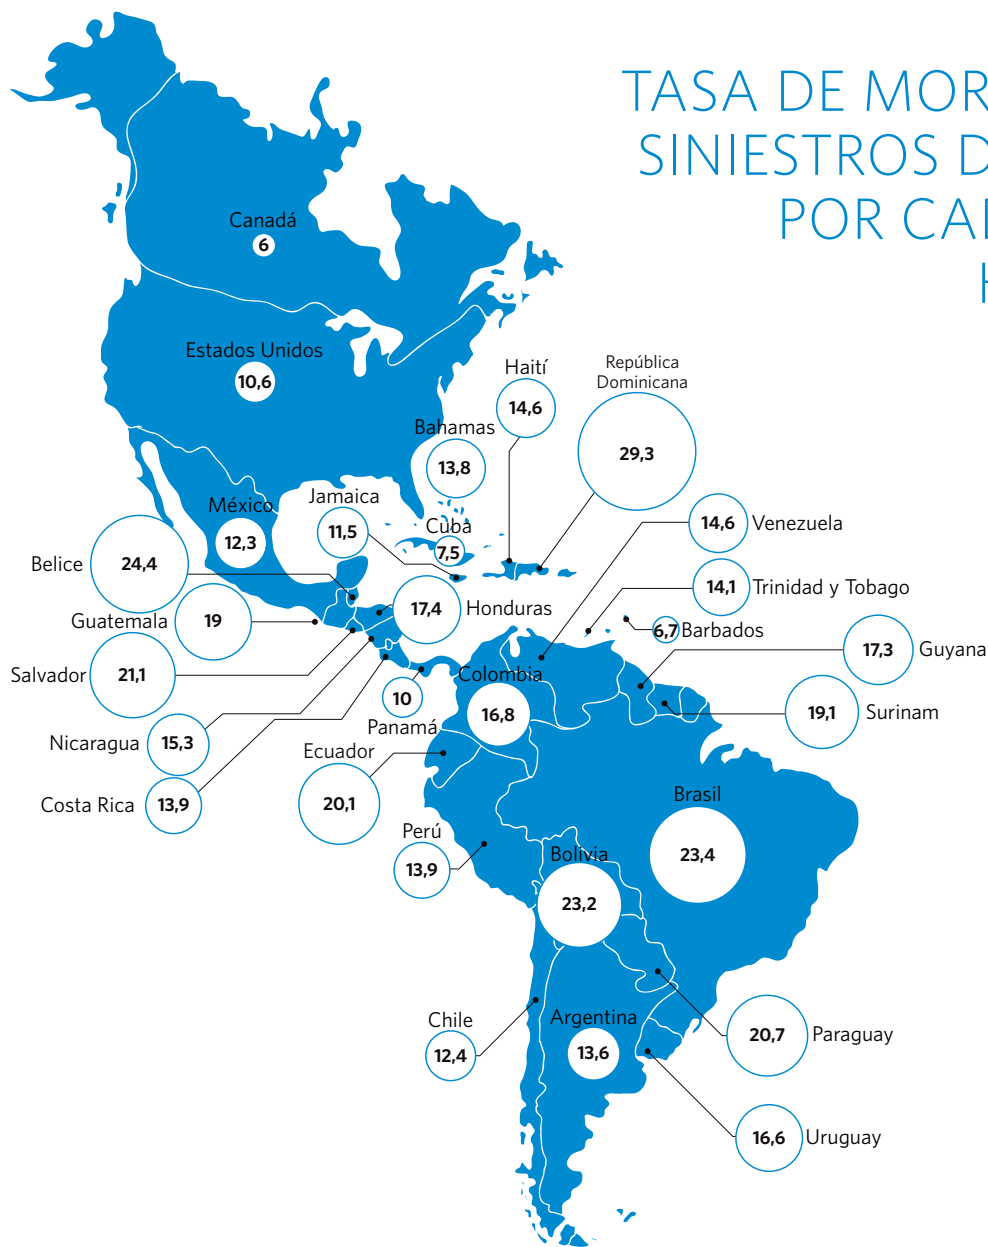 TASA DE MOR
SINIESTROS D
POR CA
H
Canadá
6
Estados Unidos
10,6
Haití
14,6
República
Dominicana
29,3
Bahamas
13,8
México
12,3
Jamaica
11,5
Cuba
7,5
14,6 Venezuela
Belice 24,4
14,1 Trinidad y Tobago
Guatemala 19
17,4 Honduras
6,7 Barbados
17,3 Guyana
Salvador 21,1
Colombia
16,8
10
Panamá
19,1 Surinam
Nicaragua 15,3
Ecuador
20,1
Costa Rica 13,9
Brasil
23,4
Perú
13,9
Bolívia
23,2
Chile
12,4
Argentina
13,6
20,7 Paraguay
16,6 Uruguay